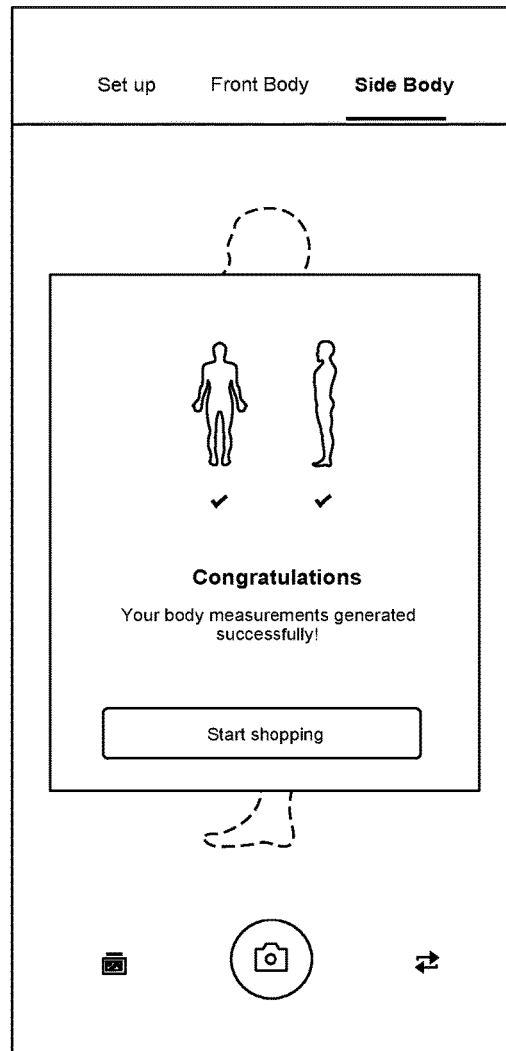 Set up Front Body Side Body
Congratulations
Your body measurements generated
successfully!
Start shopping